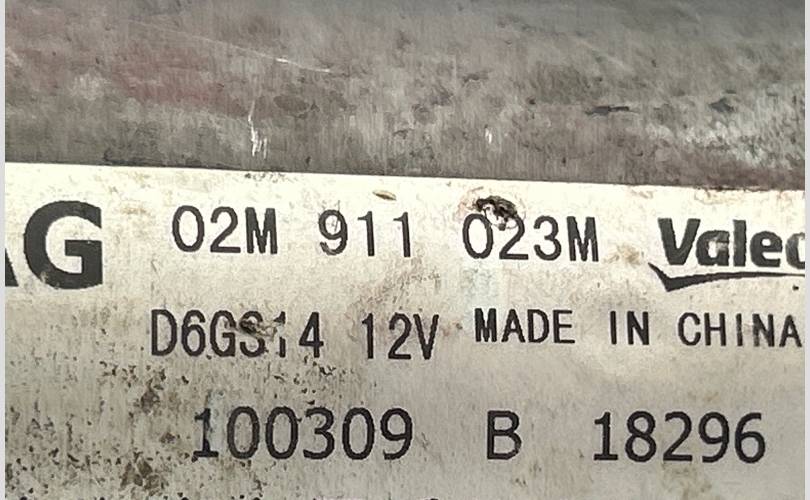 AG 02M 911 023M Valeo
D6GS14 12V MADE IN CHINA
100309 B 18296